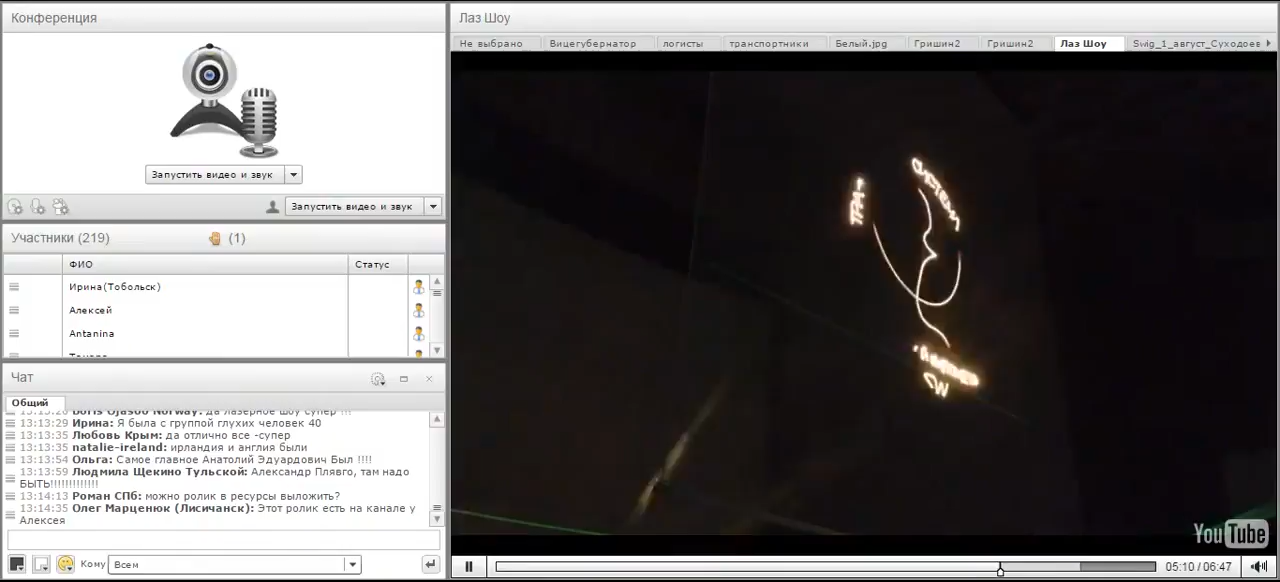 Конференция
Запустить видео и звук
Запустить видео и звук
Участники (219)
(1)
ФИО
Статус
Ирина(Тобольск)
Алексей
Antanina
Чат
Общий
да лазерное шоу супер !!!
13:13:29 Ирина: Я была с группой глухих человек 40
13:13:35 Любовь Крым: да отлично все -супер
13:13:35 natalie-ireland: ирландия и англия были
13:13:54 Ольга: Самое главное Анатолий Эдуардович Был !!!!
13:13:59 Людмила Щекино Тульской: Александр Плявго, там надо
БЫТЬ!!!!!!!!!!!!!
13:14:13 Роман СПб: можно ролик в ресурсы выложить?
13:14:35 Олег Марценюк (Лисичанск): Этот ролик есть на канале у
Алексея
Кому
Всем
Лаз Шоу
Не выбрано
Вицегубернатор
логисты
транспортники
Белый.jpg
Гришин2
Гришин2
Лаз Шоу
Swig_1_август_Суходоев
YouTube
05:10 / 06:47